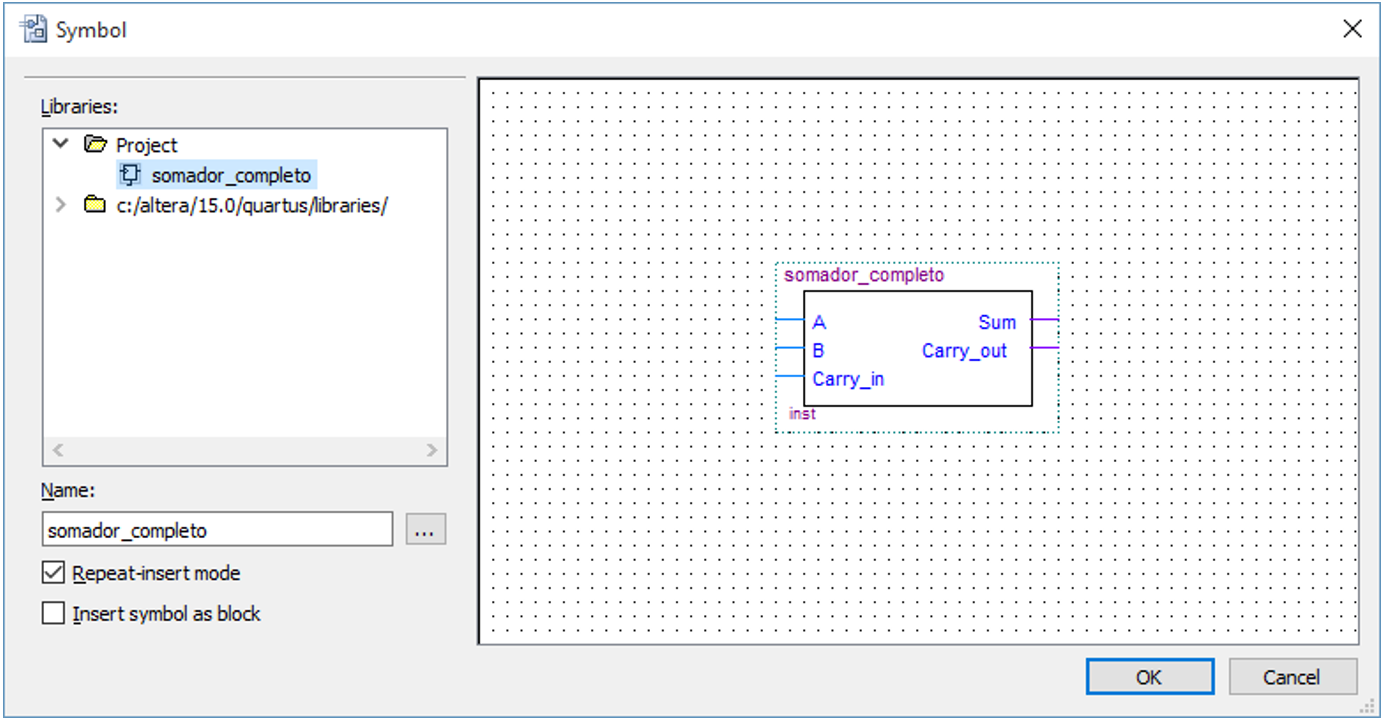 Symbol
Libraries:
Project
somador_completo
c:/altera/15.0/quartus/libraries/
Name:
somador_completo
...
Repeat-insert mode
Insert symbol as block
somador_completo
A Sum
B Carry_out
Carry_in
inst
OK Cancel